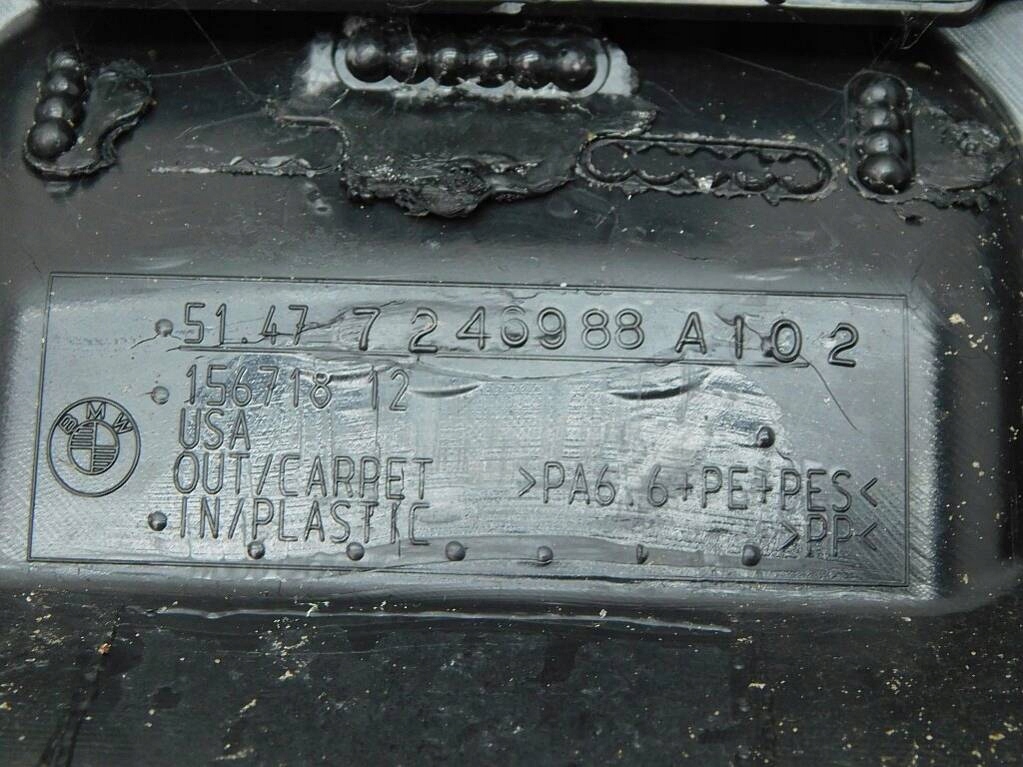 51.47 7 246988 A102
156718 12
USA
OUT/CARPET >PA6.6+PE+PES<
IN/PLASTIC >PP<
BMW